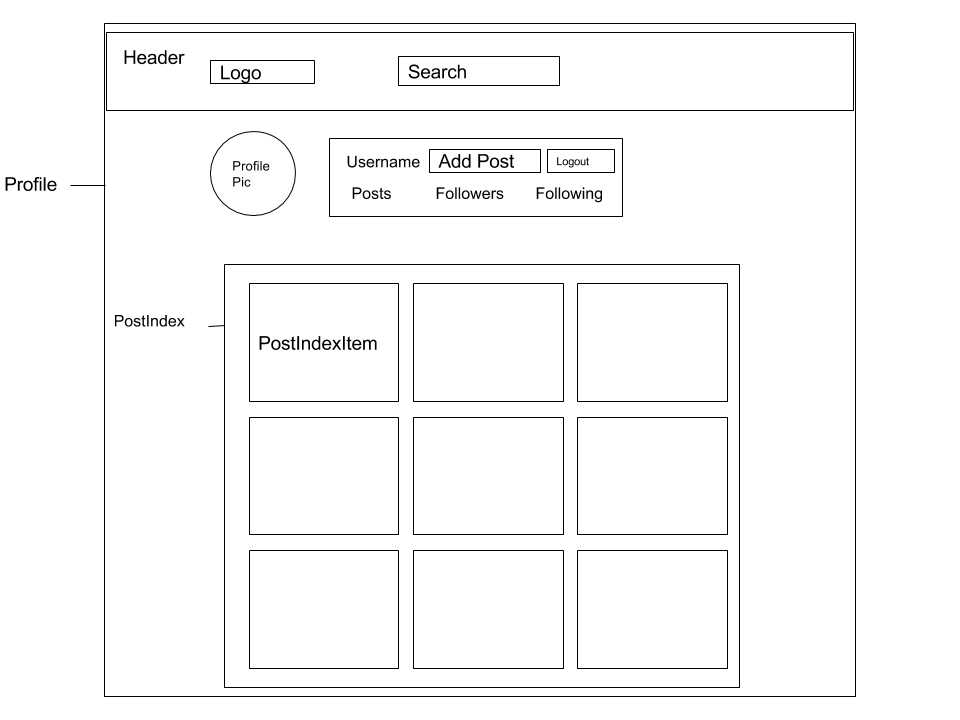 Header
Logo
Search
Profile
Pic
Username
Add Post
Logout
Profile
Posts
Followers
Following
PostIndex
PostIndexItem